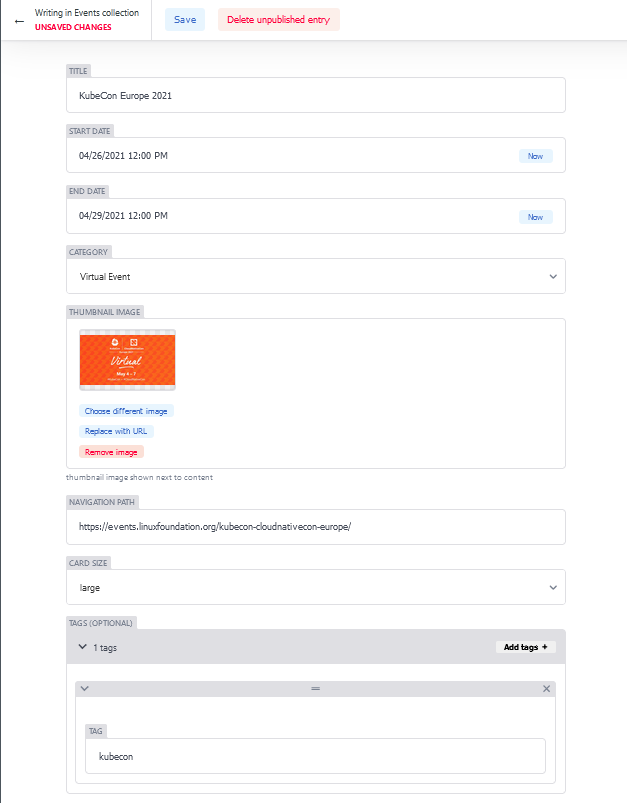 ← Writing in Events collection
UNSAVED CHANGES
Save
Delete unpublished entry
TITLE
KubeCon Europe 2021
START DATE
04/26/2021 12:00 PM
Now
END DATE
04/29/2021 12:00 PM
Now
CATEGORY
Virtual Event
THUMBNAIL IMAGE
Virtual
May 4 – 7
Choose different image
Replace with URL
Remove image
thumbnail image shown next to content
NAVIGATION PATH
https://events.linuxfoundation.org/kubecon-cloudnativecon-europe/
CARD SIZE
large
TAGS (OPTIONAL)
1 tags
Add tags +
TAG
kubecon